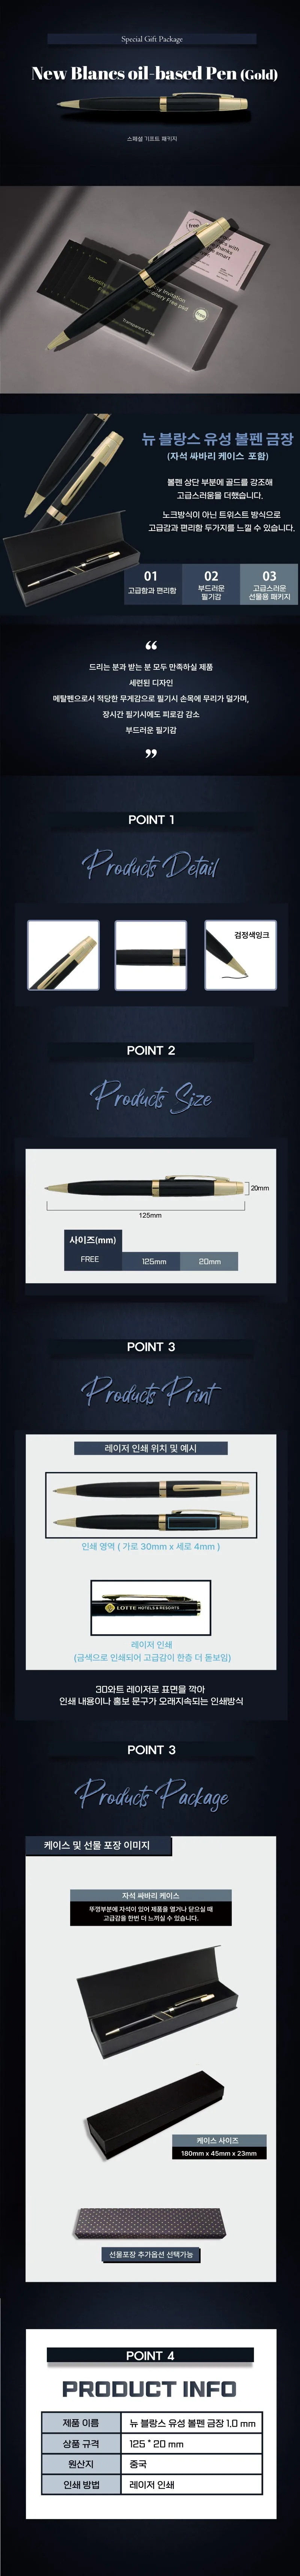 Special Gift Package
New Blancs oil-based Pen (Gold)
스페셜 기프트 패키지
free
Transparent Card
뉴 블랑스 유성 볼펜 금장
(자석 싸바리 케이스 포함)
볼펜 상단 부분에 골드를 강조해
고급스러움을 더했습니다.
노크방식이 아닌 트위스트 방식으로
고급감과 편리함 두가지를 느낄 수 있습니다.
01
고급함과 편리함
02
부드러운
필기감
03
고급스러운
선물용 패키지
“
드리는 분과 받는 분 모두 만족하실 제품
세련된 디자인
메탈펜으로서 적당한 무게감으로 필기시 손목에 무리가 덜가며,
장시간 필기시에도 피로감 감소
부드러운 필기감
”
POINT 1
Products Detail
검정색잉크
POINT 2
Products Size
20mm
125mm
사이즈(mm)
FREE
125mm
20mm
POINT 3
Products Print
레이저 인쇄 위치 및 예시
인쇄 영역 ( 가로 30mm x 세로 4mm )
LOTTE HOTELS & RESORTS
레이저 인쇄
(금색으로 인쇄되어 고급감이 한층 더 돋보임)
30와트 레이저로 표면을 깍아
인쇄 내용이나 홍보 문구가 오래지속되는 인쇄방식
POINT 3
Products Package
케이스 및 선물 포장 이미지
자석 싸바리 케이스
뚜껑부분에 자석이 있어 제품을 열거나 닫으실 때
고급감을 한번 더 느끼실 수 있습니다.
케이스 사이즈
180mm x 45mm x 23mm
선물포장 추가옵션 선택가능
POINT 4
PRODUCT INFO
제품 이름 뉴 블랑스 유성 볼펜 금장 1.0 mm
상품 규격 125 * 20 mm
원산지 중국
인쇄 방법 레이저 인쇄